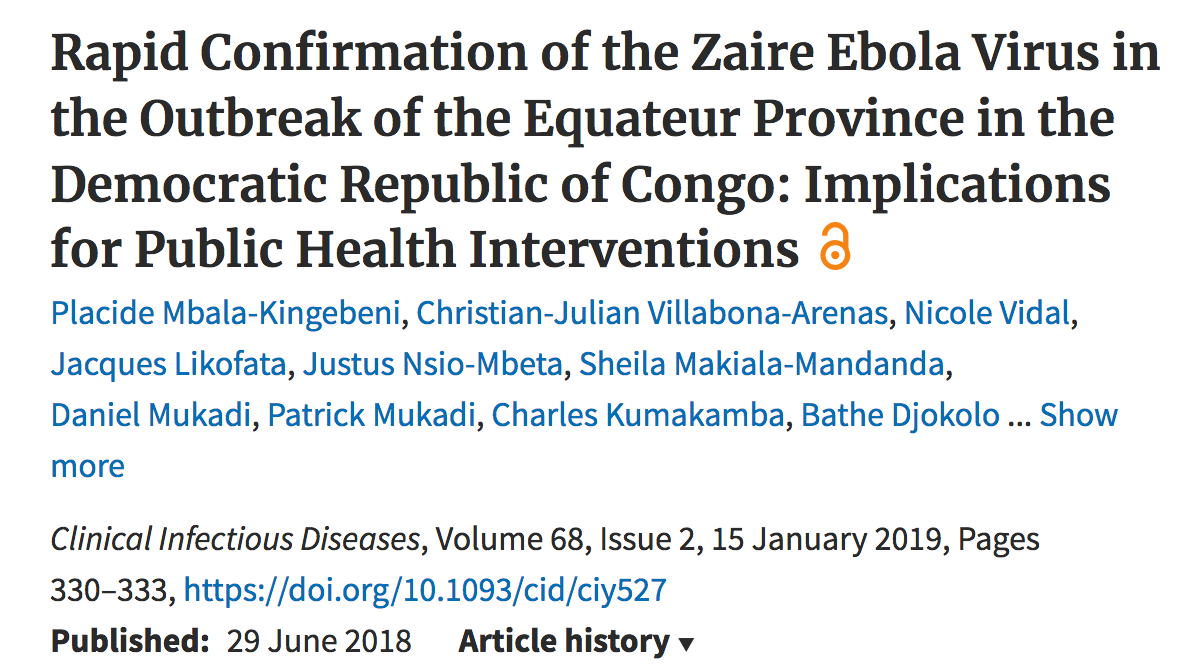 Rapid Confirmation of the Zaire Ebola Virus in
the Outbreak of the Equateur Province in the
Democratic Republic of Congo: Implications
for Public Health Interventions
Placide Mbala-Kingebeni, Christian-Julian Villabona-Arenas, Nicole Vidal,
Jacques Likofata, Justus Nsio-Mbeta, Sheila Makiala-Mandanda,
Daniel Mukadi, Patrick Mukadi, Charles Kumakamba, Bathe Djokolo ... Show
more
Clinical Infectious Diseases, Volume 68, Issue 2, 15 January 2019, Pages
330–333, https://doi.org/10.1093/cid/ciy527
Published: 29 June 2018 Article history ▾